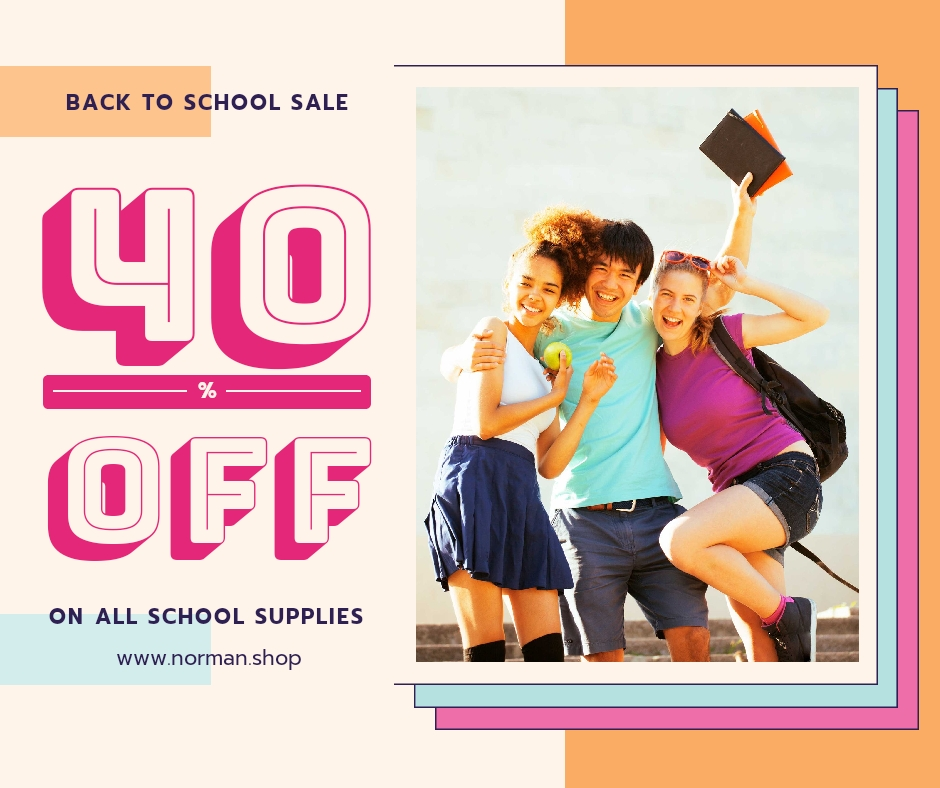 BACK TO SCHOOL SALE
40
%
OFF
ON ALL SCHOOL SUPPLIES
www.norman.shop